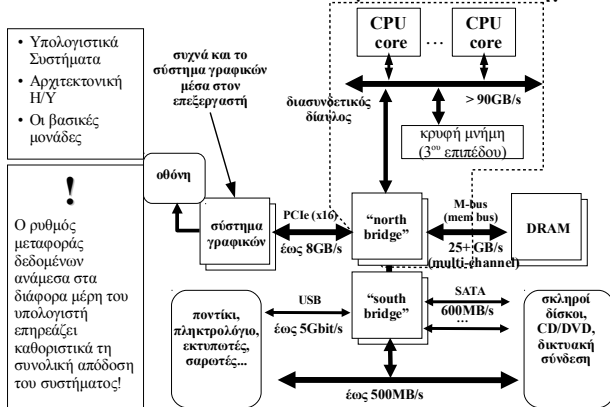 • Υπολογιστικά
Συστήματα
• Αρχιτεκτονική
Η/Υ
• Οι βασικές
μονάδες
!
Ο ρυθμός
μεταφοράς
δεδομένων
ανάμεσα στα
διάφορα μέρη του
υπολογιστή
επηρεάζει
καθοριστικά τη
συνολική απόδοση
του συστήματος!
συχνά και το
σύστημα γραφικών
μέσα στον
επεξεργαστή
CPU
core
…
CPU
core
διασυνδετικός
δίαυλος
> 90GB/s
κρυφή μνήμη
(3ου επιπέδου)
οθόνη
σύστημα
γραφικών
PCIe (x16)
έως 8GB/s
“north
bridge”
M-bus
(mem bus)
25+ GB/s
(multi-channel)
DRAM
ποντίκι,
πληκτρολόγιο,
εκτυπωτές,
σαρωτές...
USB
έως 5Gbit/s
“south
bridge”
SATA
600MB/s
…
σκληροί
δίσκοι,
CD/DVD,
δικτυακή
σύνδεση
έως 500MB/s